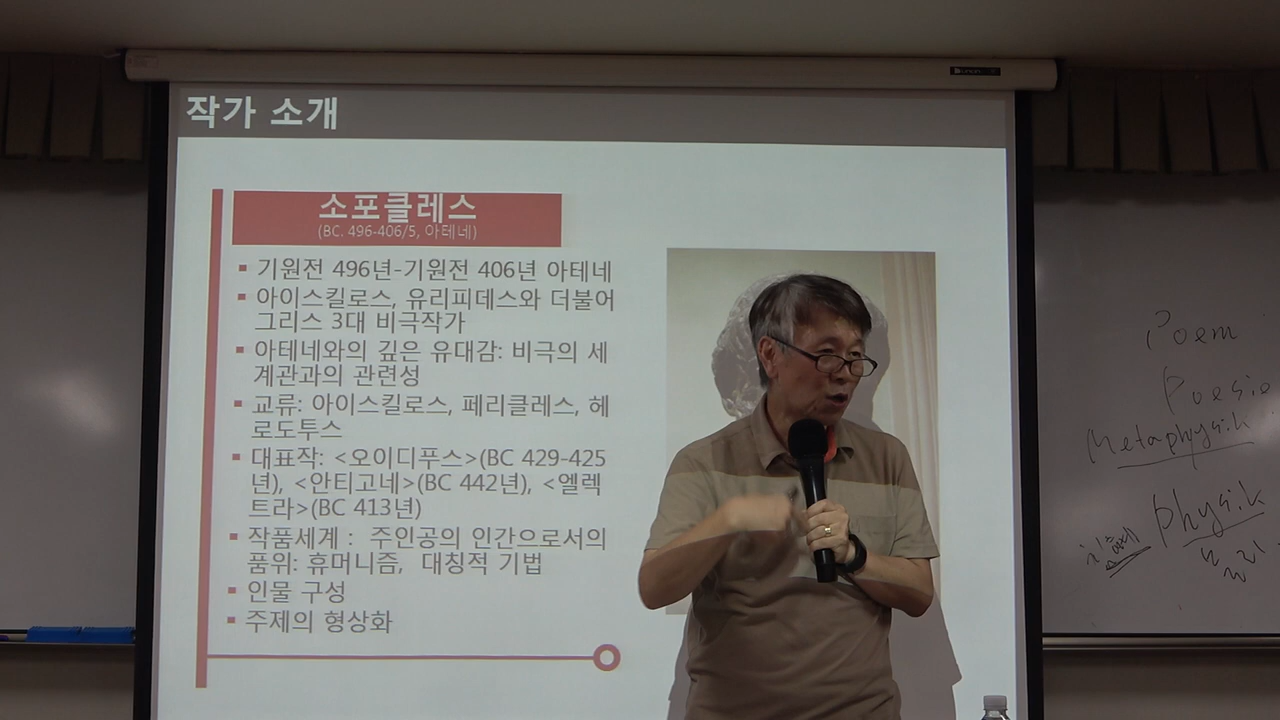 작가 소개
소포클레스
(BC. 496-406/5, 아테네)
▪ 기원전 496년-기원전 406년 아테네
▪ 아이스킬로스, 유리피데스와 더불어
그리스 3대 비극작가
▪ 아테네와의 깊은 유대감: 비극의 세
계관과의 관련성
▪ 교류: 아이스킬로스, 페리클레스, 헤
로도투스
▪ 대표작: <오이디푸스>(BC 429-425
년), <안티고네>(BC 442년), <엘렉
트라>(BC 413년)
▪ 작품세계 : 주인공의 인간으로서의
품위: 휴머니즘, 대칭적 기법
▪ 인물 구성
▪ 주제의 형상화
Poem
Poesie
Metaphysik
Physik